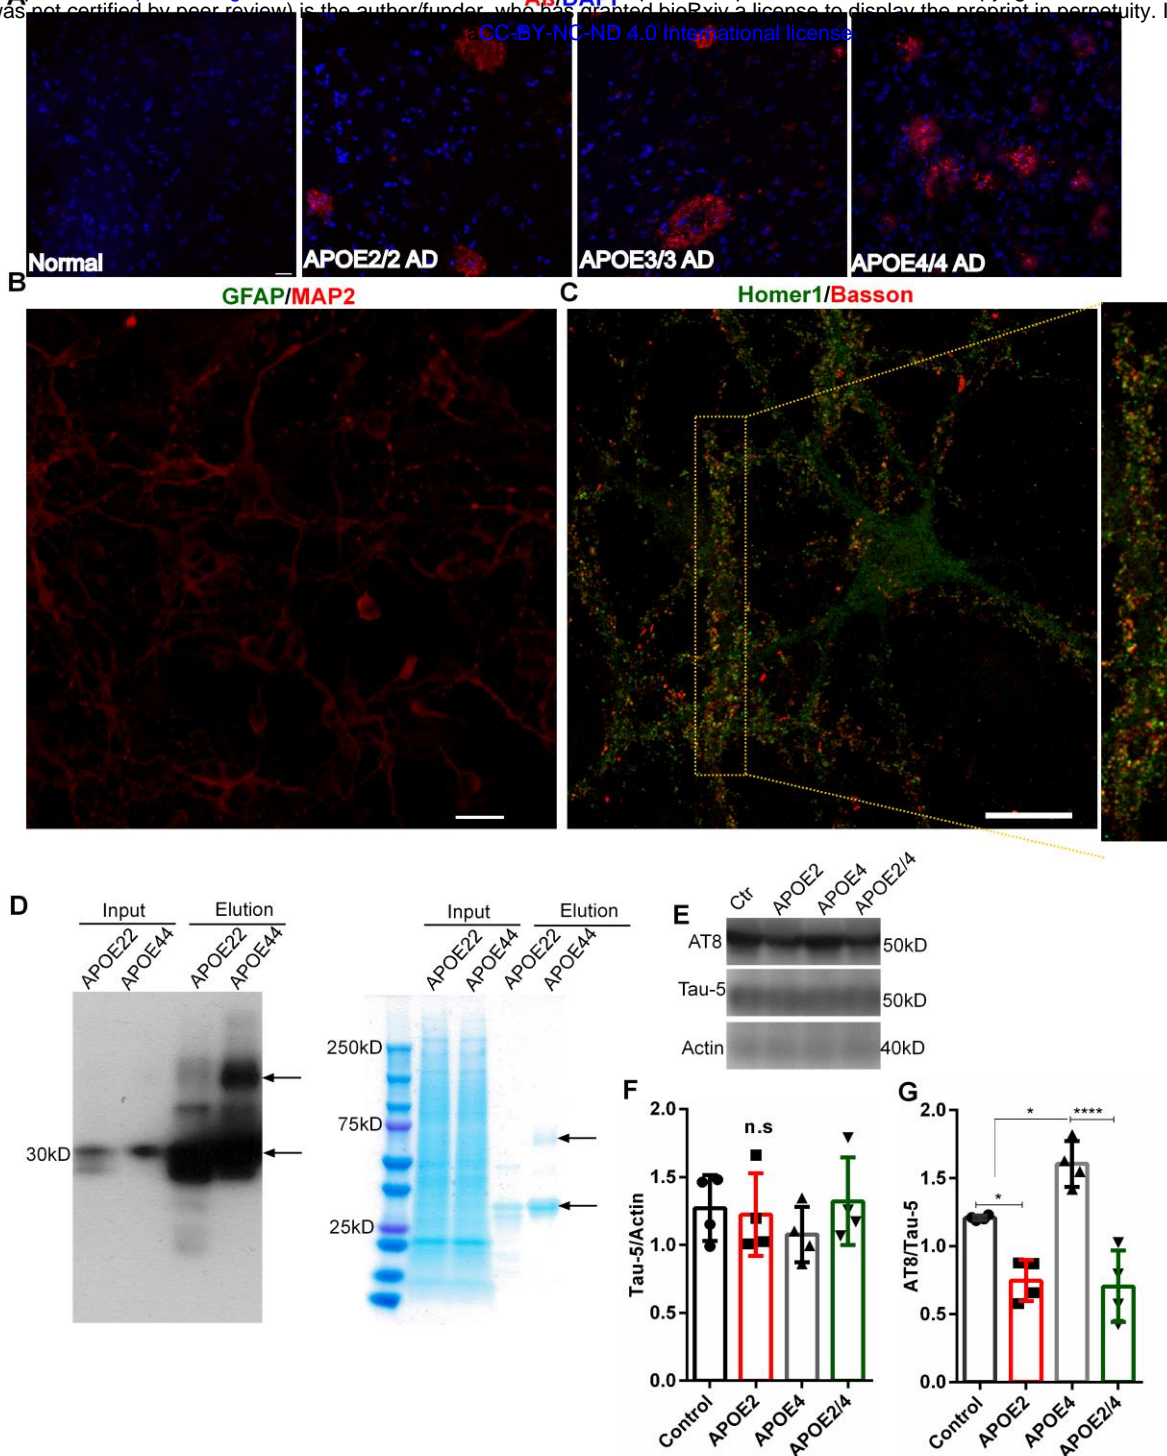 Aβ/DAPI
was not certified by peer review) is the author/funder, who has granted bioRxiv a license to display the preprint in perpetuity. I
aCC-BY-NC-ND 4.0 International license
Normal
APOE2/2 AD
APOE3/3 AD
APOE4/4 AD
B
GFAP/MAP2
C
Homer1/Basson
D
Input
Elution
APOE22
APOE44
APOE22
APOE44
30kD
Input
Elution
APOE22
APOE44
APOE22
APOE44
250kD
75kD
25kD
E
Ctr
APOE2
APOE4
APOE2/4
AT8
50kD
Tau-5
50kD
Actin
40kD
F
Tau-5/Actin
2.0
1.5
1.0
0.5
0.0
n.s
Control
APOE2
APOE4
APOE2/4
G
AT8/Tau-5
2.0
1.5
1.0
0.5
0.0
*
****
*
Control
APOE2
APOE4
APOE2/4